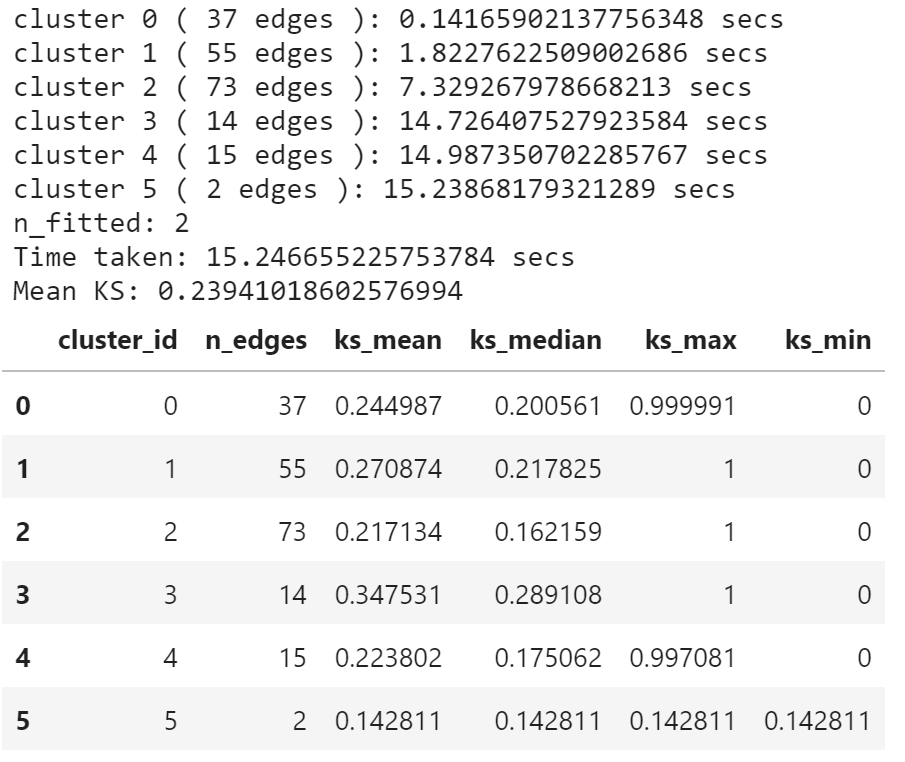 cluster 0 ( 37 edges ): 0.14165902137756348 secs
cluster 1 ( 55 edges ): 1.8227622509002686 secs
cluster 2 ( 73 edges ): 7.329267978668213 secs
cluster 3 ( 14 edges ): 14.726407527923584 secs
cluster 4 ( 15 edges ): 14.987350702285767 secs
cluster 5 ( 2 edges ): 15.23868179321289 secs
n_fitted: 2
Time taken: 15.246655225753784 secs
Mean KS: 0.23941018602576994
cluster_id n_edges ks_mean ks_median ks_max ks_min
0 0 37 0.244987 0.200561 0.999991 0
1 1 55 0.270874 0.217825 1 0
2 2 73 0.217134 0.162159 1 0
3 3 14 0.347531 0.289108 1 0
4 4 15 0.223802 0.175062 0.997081 0
5 5 2 0.142811 0.142811 0.142811 0.142811